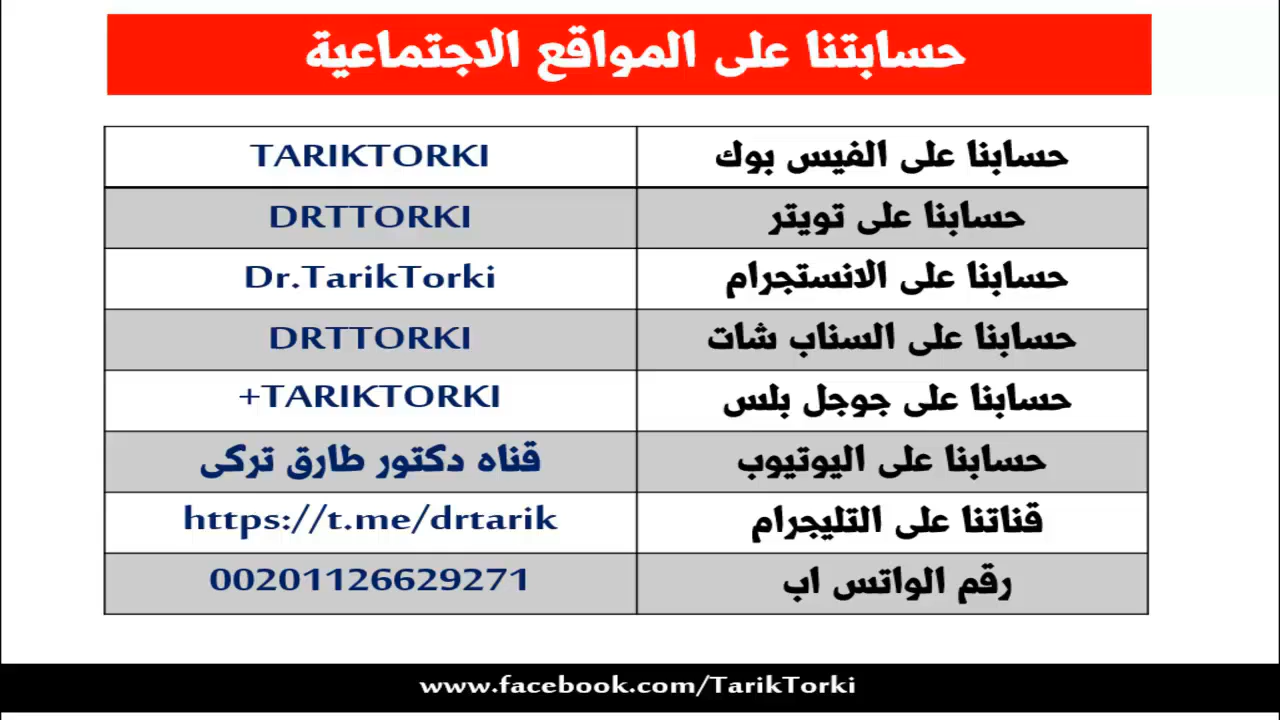 حسابتنا على المواقع الاجتماعية
حسابنا على الفيس بوك TARIKTORKI
حسابنا على تويتر DRTTORKI
حسابنا على الانستجرام Dr.TarikTorki
حسابنا على السناب شات DRTTORKI
حسابنا على جوجل بلس +TARIKTORKI
حسابنا على اليوتيوب قناه دكتور طارق تركى
قناتنا على التليجرام https://t.me/drtarik
رقم الواتس اب 00201126629271
www.facebook.com/TarikTorki